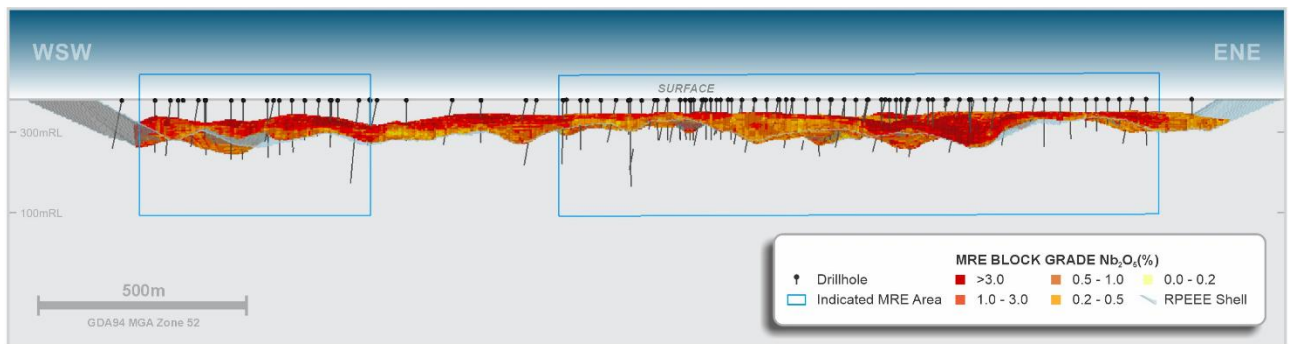 WSW
ENE
SURFACE
300mRL
100mRL
500m
GDA94 MGA Zone 52
MRE BLOCK GRADE Nb₂O₅(%)
Drillhole
>3.0
0.5 - 1.0
0.0 - 0.2
Indicated MRE Area
1.0 - 3.0
0.2 - 0.5
RPEEE Shell